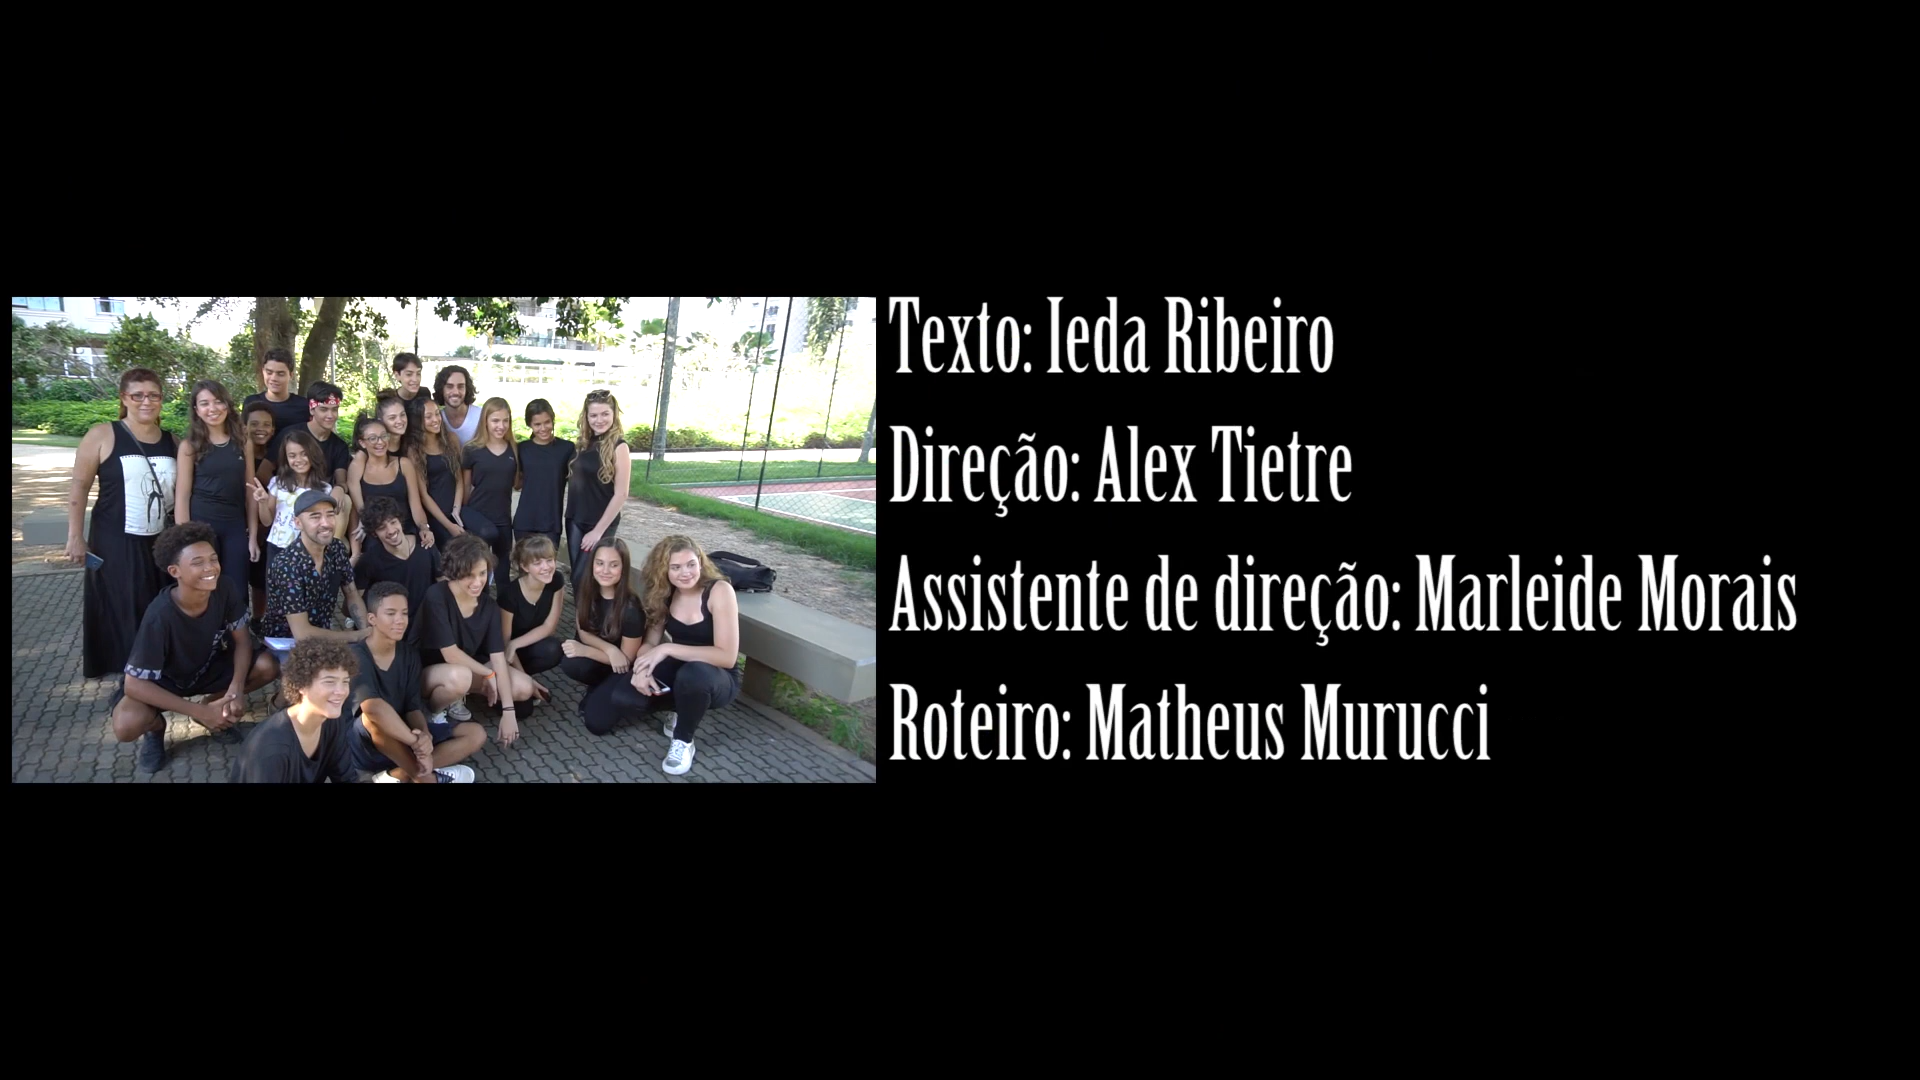 Texto: Ieda Ribeiro
Direção: Alex Tietre
Assistente de direção: Marleide Morais
Roteiro: Matheus Murucci